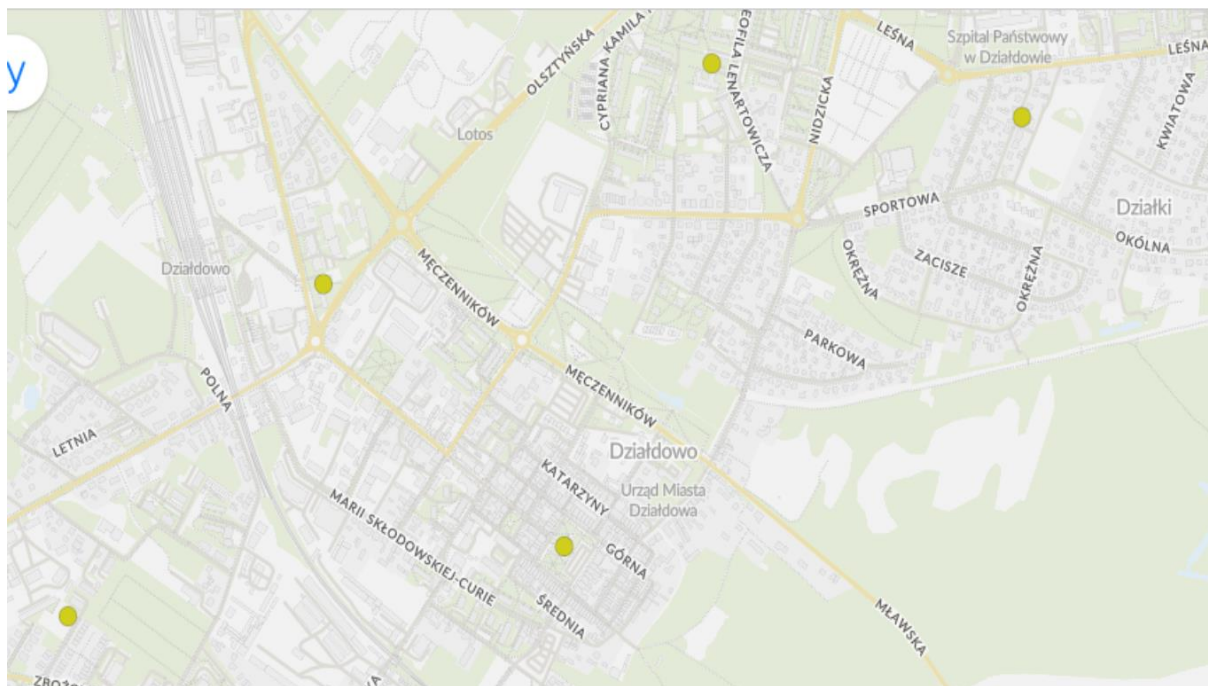 y
OLSZTYŃSKA
CYPRIANA KAMILA
EOFILA LENARTOWICZA
NIDZICKA
LEŚNA
Szpital Państwowy
w Działdowie
LEŚNA
KWIATOWA
Lotos
SPORTOWA
Działki
OKÓLNA
OKRĘŻNA
ZACISZE
OKRĘŻNA
Działdowo
MĘCZENNIKÓW
PARKOWA
POLNA
MĘCZENNIKÓW
LETNIA
Działdowo
KATARZYNY
Urząd Miasta
Działdowa
MARII SKŁODOWSKIEJ-CURIE
GÓRNA
ŚREDNIA
MŁAWSKA